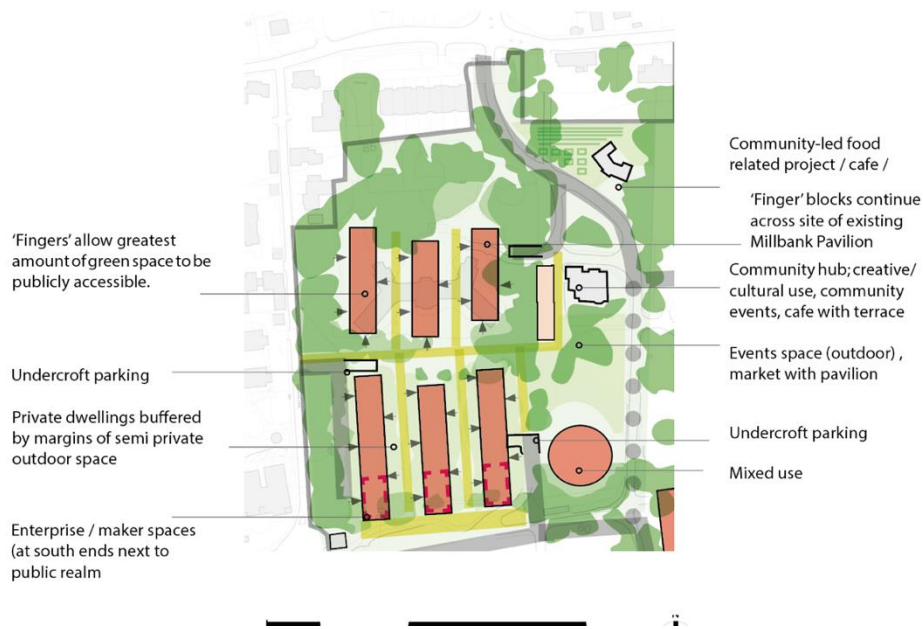 Community-led food
related project / cafe /
'Finger' blocks continue
across site of existing
Millbank Pavilion
'Fingers' allow greatest
amount of green space to be
publicly accessible.
Community hub; creative/
cultural use, community
events, cafe with terrace
Events space (outdoor) ,
market with pavilion
Undercroft parking
Private dwellings buffered
by margins of semi private
outdoor space
Undercroft parking
Mixed use
Enterprise / maker spaces
(at south ends next to
public realm